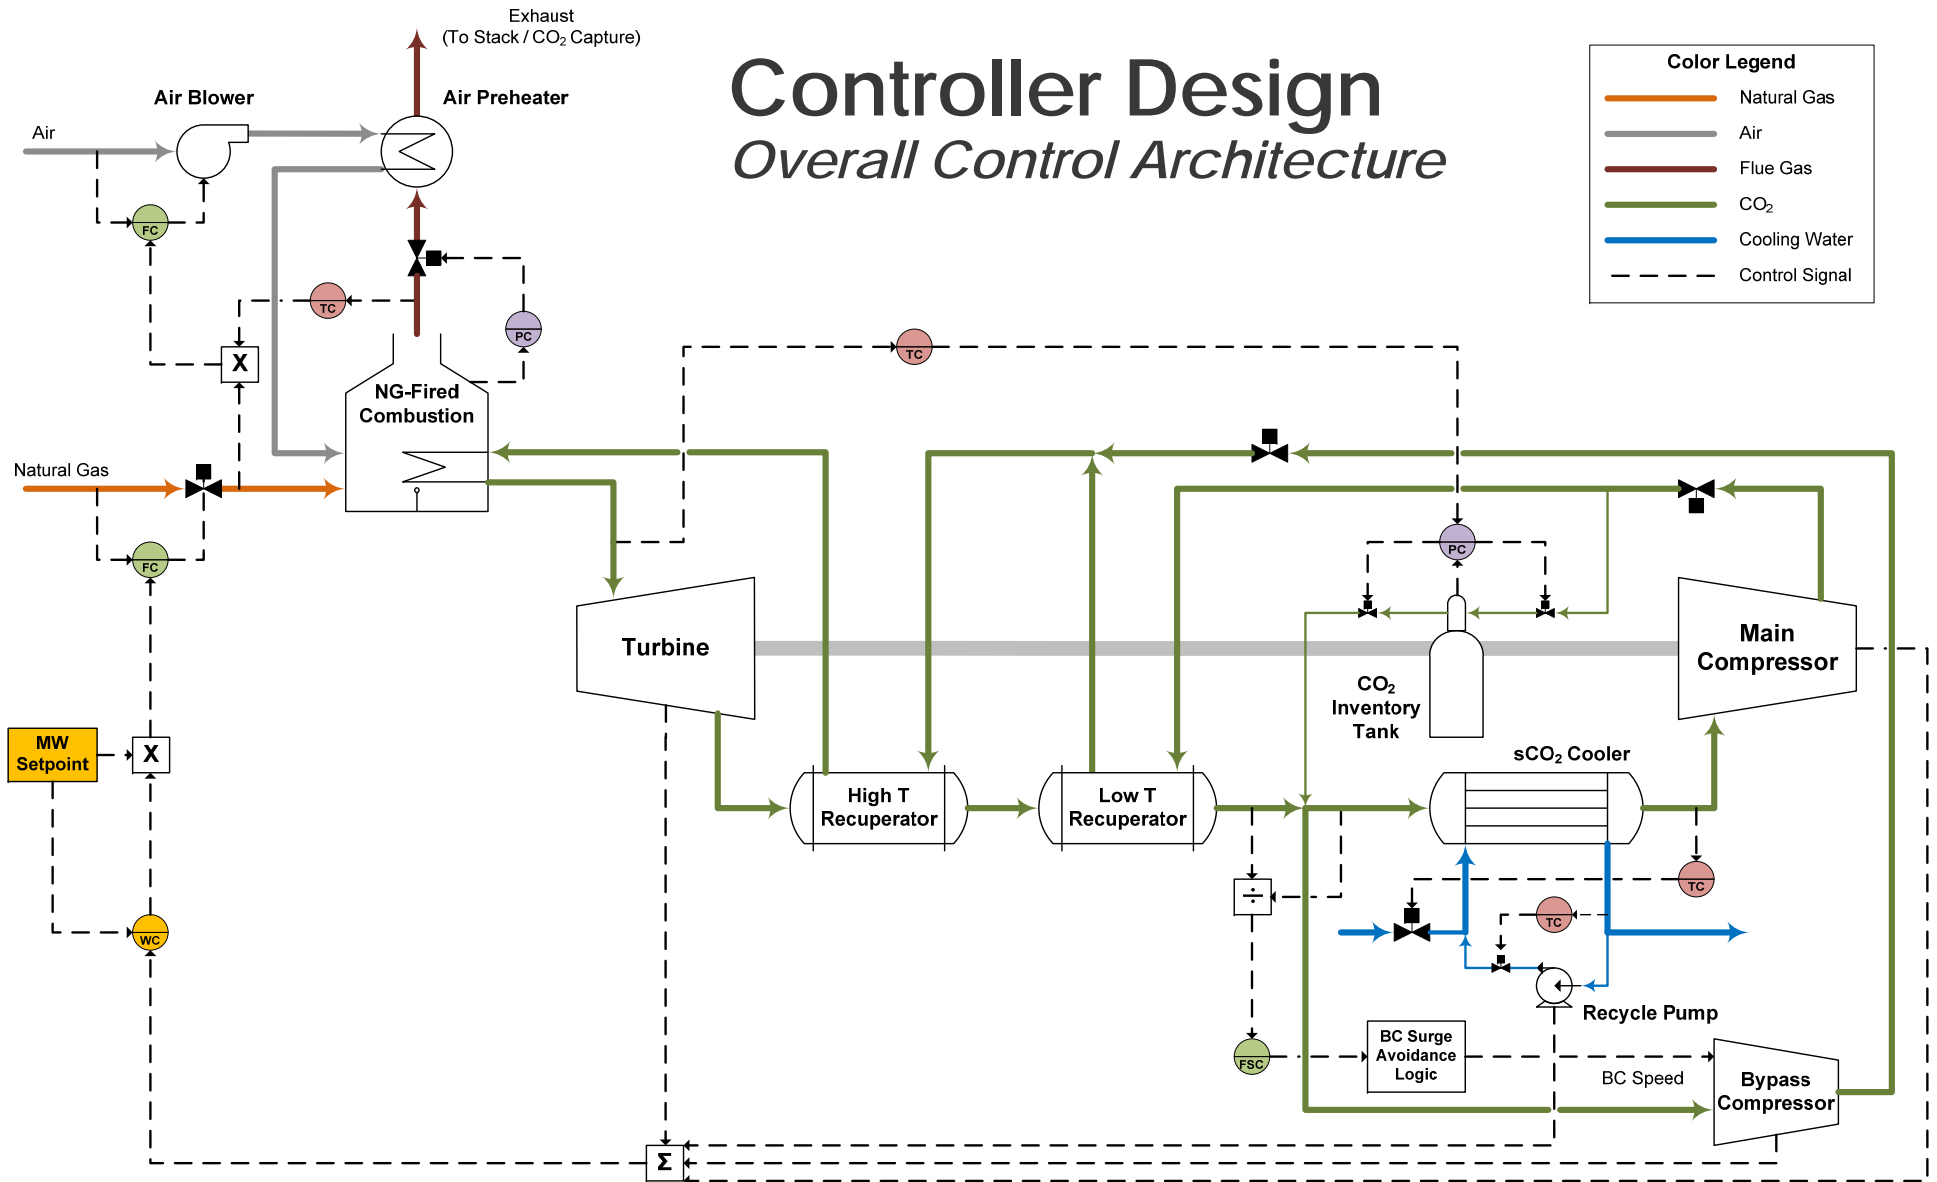 Exhaust
(To Stack / CO₂ Capture)
Controller Design
Overall Control Architecture
Color Legend
Natural Gas
Air
Flue Gas
CO₂
Cooling Water
Control Signal
Air Blower
Air Preheater
Air
FC
TC
PC
TC
X
NG-Fired
Combustion
Natural Gas
FC
PC
Turbine
Main
Compressor
CO₂
Inventory
Tank
MW
Setpoint
X
sCO₂ Cooler
High T
Recuperator
Low T
Recuperator
÷
TC
TC
WC
Recycle Pump
FSC
BC Surge
Avoidance
Logic
BC Speed
Bypass
Compressor
Σ